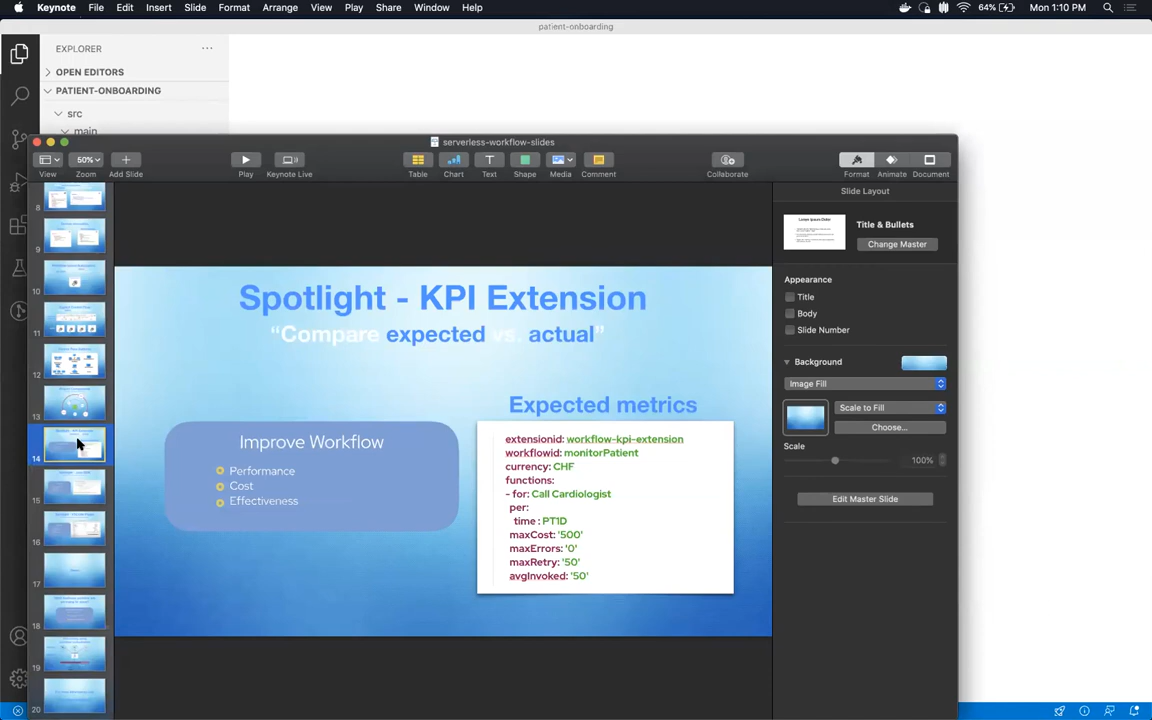 Keynote File Edit Insert Slide Format Arrange View Play Share Window Help 64% Mon 1:10 PM
patient-onboarding
EXPLORER
OPEN EDITORS
PATIENT-ONBOARDING
src
main
serverless-workflow-slides
50%
View Zoom Add Slide Play Keynote Live Table Chart Text Shape Media Comment Collaborate Format Animate Document
Slide Layout
Title & Bullets
Change Master
Appearance
Title
Body
Slide Number
Background
Image Fill
Scale to Fill
Choose...
Scale
100%
Edit Master Slide
8
9
10
11
12
13
14
15
16
17
18
19
20
Spotlight - KPI Extension
“Compare expected vs. actual”
Improve Workflow
Performance
Cost
Effectiveness
Expected metrics
extensionid: workflow-kpi-extension
workflowid: monitorPatient
currency: CHF
functions:
- for: Call Cardiologist
per:
time : PT1D
maxCost: '500'
maxErrors: '0'
maxRetry: '50'
avgInvoked: '50'